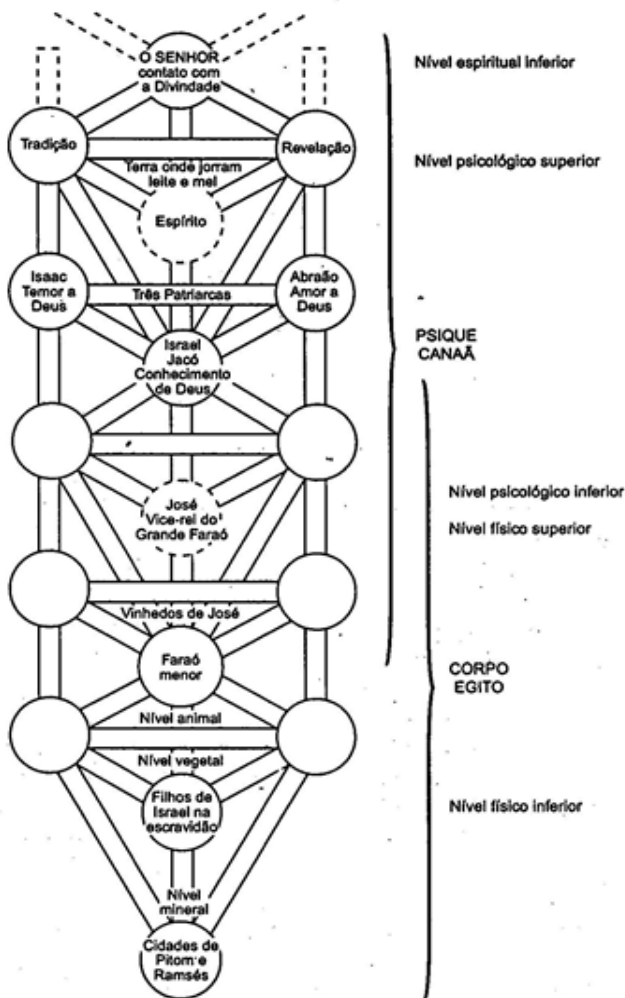 O SENHOR
contato com
a Divindade
Nível espiritual inferior
Tradição
Revelação
Nível psicológico superior
Terra onde jorram
leite e mel
Espírito
Isaac
Temor a
Deus
Três Patriarcas
Abraão
Amor a
Deus
Israel
Jacó
Conhecimento
de Deus
PSIQUE
CANAÃ
José
Vice-rei do
Grande Faraó
Nível psicológico inferior
Nível físico superior
Vinhedos de José
Faraó
menor
CORPO
EGITO
Nível animal
Nível vegetal
Filhos de
Israel na
escravidão
Nível físico inferior
Nível
mineral
Cidades de
Pitom e
Ramsés